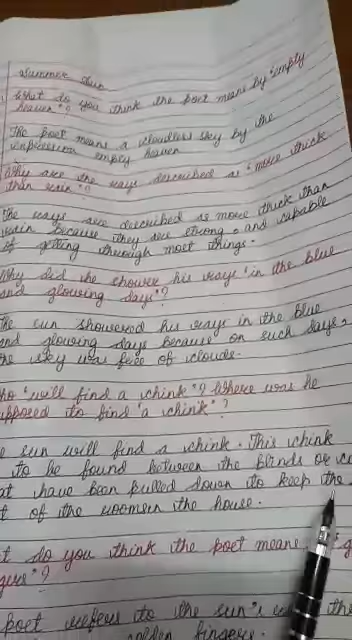 Summer Sun
What do you think the poet means by "empty
heaven"?
The poet means a cloudless sky by the
expression empty heaven
Why are the rays described as "more thick
than rain"?
The rays are described as more thick than
rain because they are strong and capable
of getting through most things.
Why did the shower his rays 'in the blue
and glowing days'?
The sun showered his rays in the blue
and glowing days because on such days,
the sky was free of clouds.
who "will find a chink"? Where was he
upposed to find 'a chink'?
e sun will find a chink. This chink
to be found between the blinds or cu
at have been pulled down to keep the
t of the women the house.
t do you think the poet means
poet refers to the sun's the
golden fingers